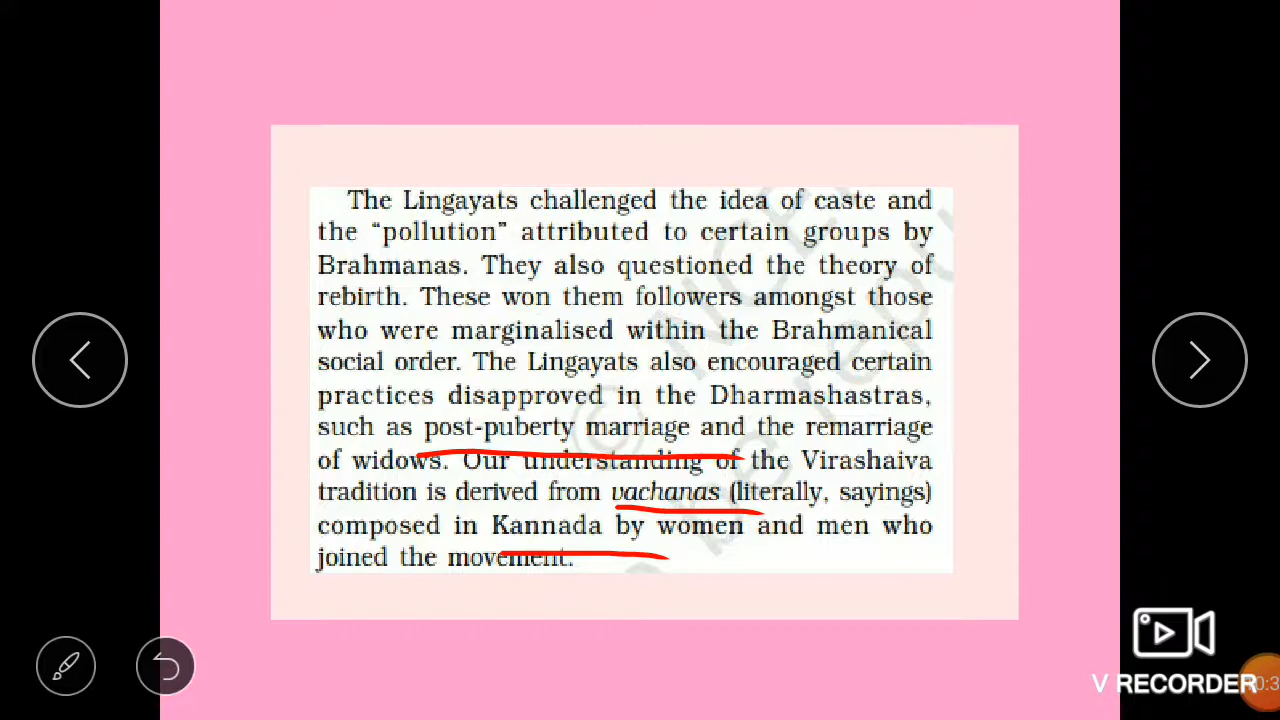 The Lingayats challenged the idea of caste and
the “pollution” attributed to certain groups by
Brahmanas. They also questioned the theory of
rebirth. These won them followers amongst those
who were marginalised within the Brahmanical
social order. The Lingayats also encouraged certain
practices disapproved in the Dharmashastras,
such as post-puberty marriage and the remarriage
of widows. Our understanding of the Virashaiva
tradition is derived from vachanas (literally, sayings)
composed in Kannada by women and men who
joined the movement.
V RECORDER